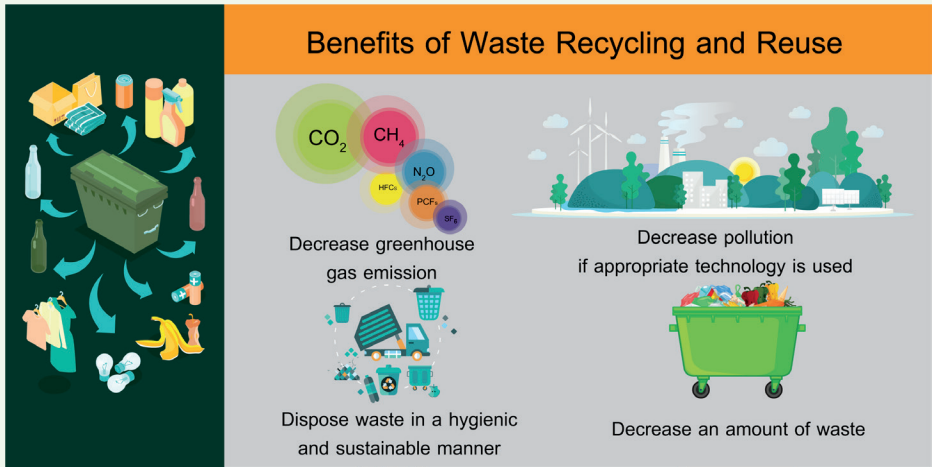 Benefits of Waste Recycling and Reuse
CO₂
CH₄
N₂O
HFCs
PCFs
SF₆
Decrease greenhouse
gas emission
Decrease pollution
if appropriate technology is used
Dispose waste in a hygienic
and sustainable manner
Decrease an amount of waste